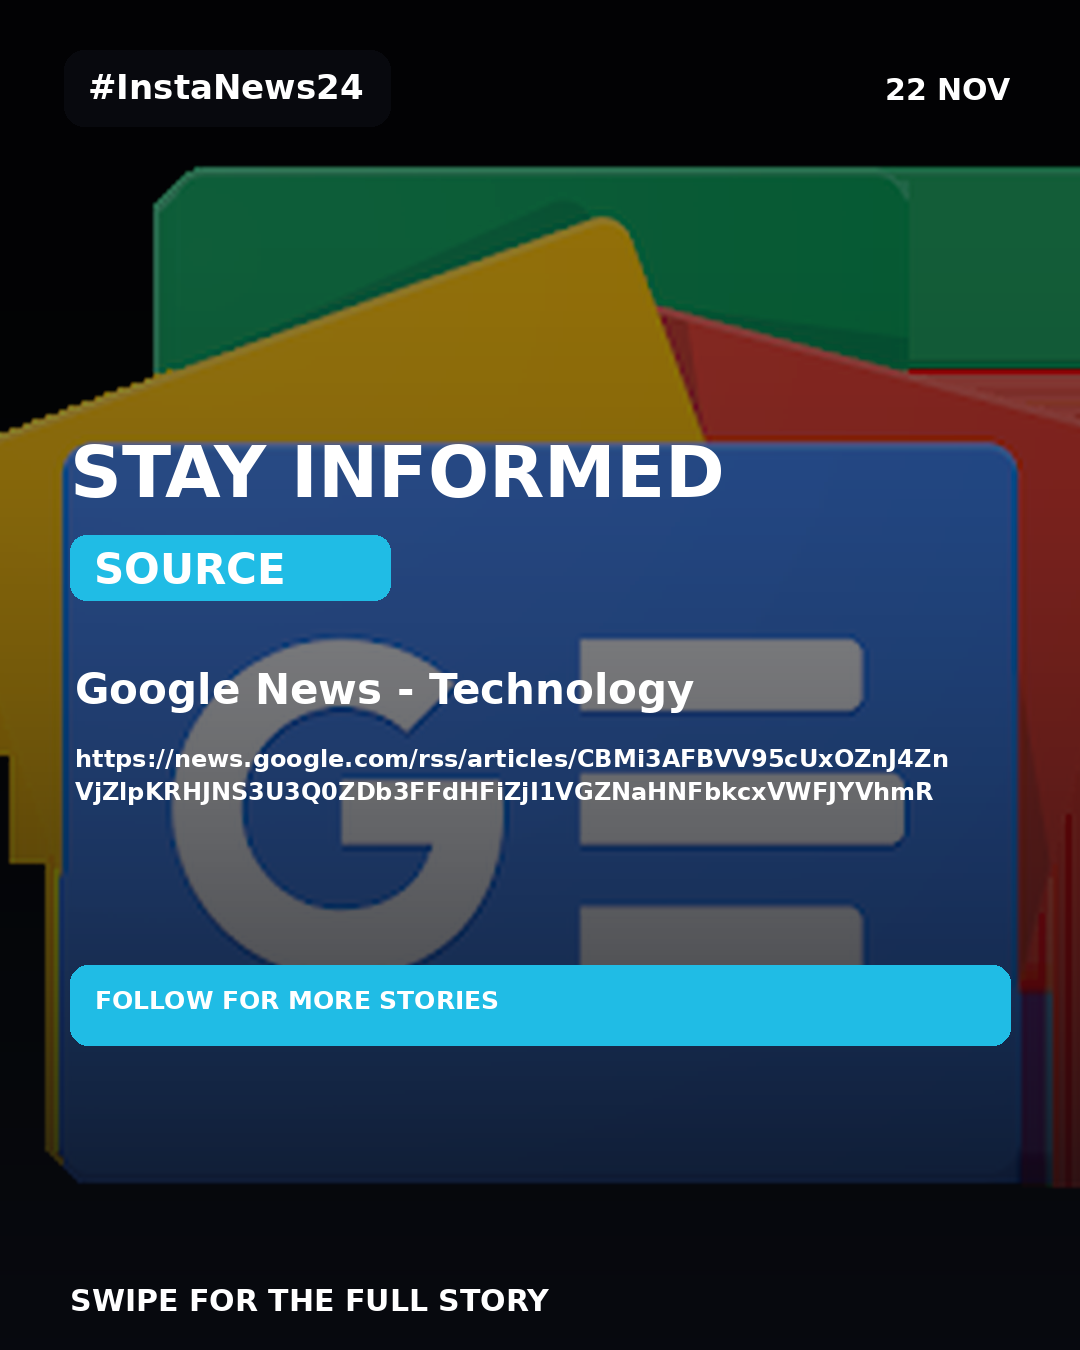 #InstaNews24
22 NOV
STAY INFORMED
SOURCE
Google News - Technology
https://news.google.com/rss/articles/CBMi3AFBVV95cUxOZnJ4Zn
VjZlpKRHJNS3U3Q0ZDb3FFdHFiZjI1VGZNaHNFbkcxVWFJYVhmR
FOLLOW FOR MORE STORIES
SWIPE FOR THE FULL STORY